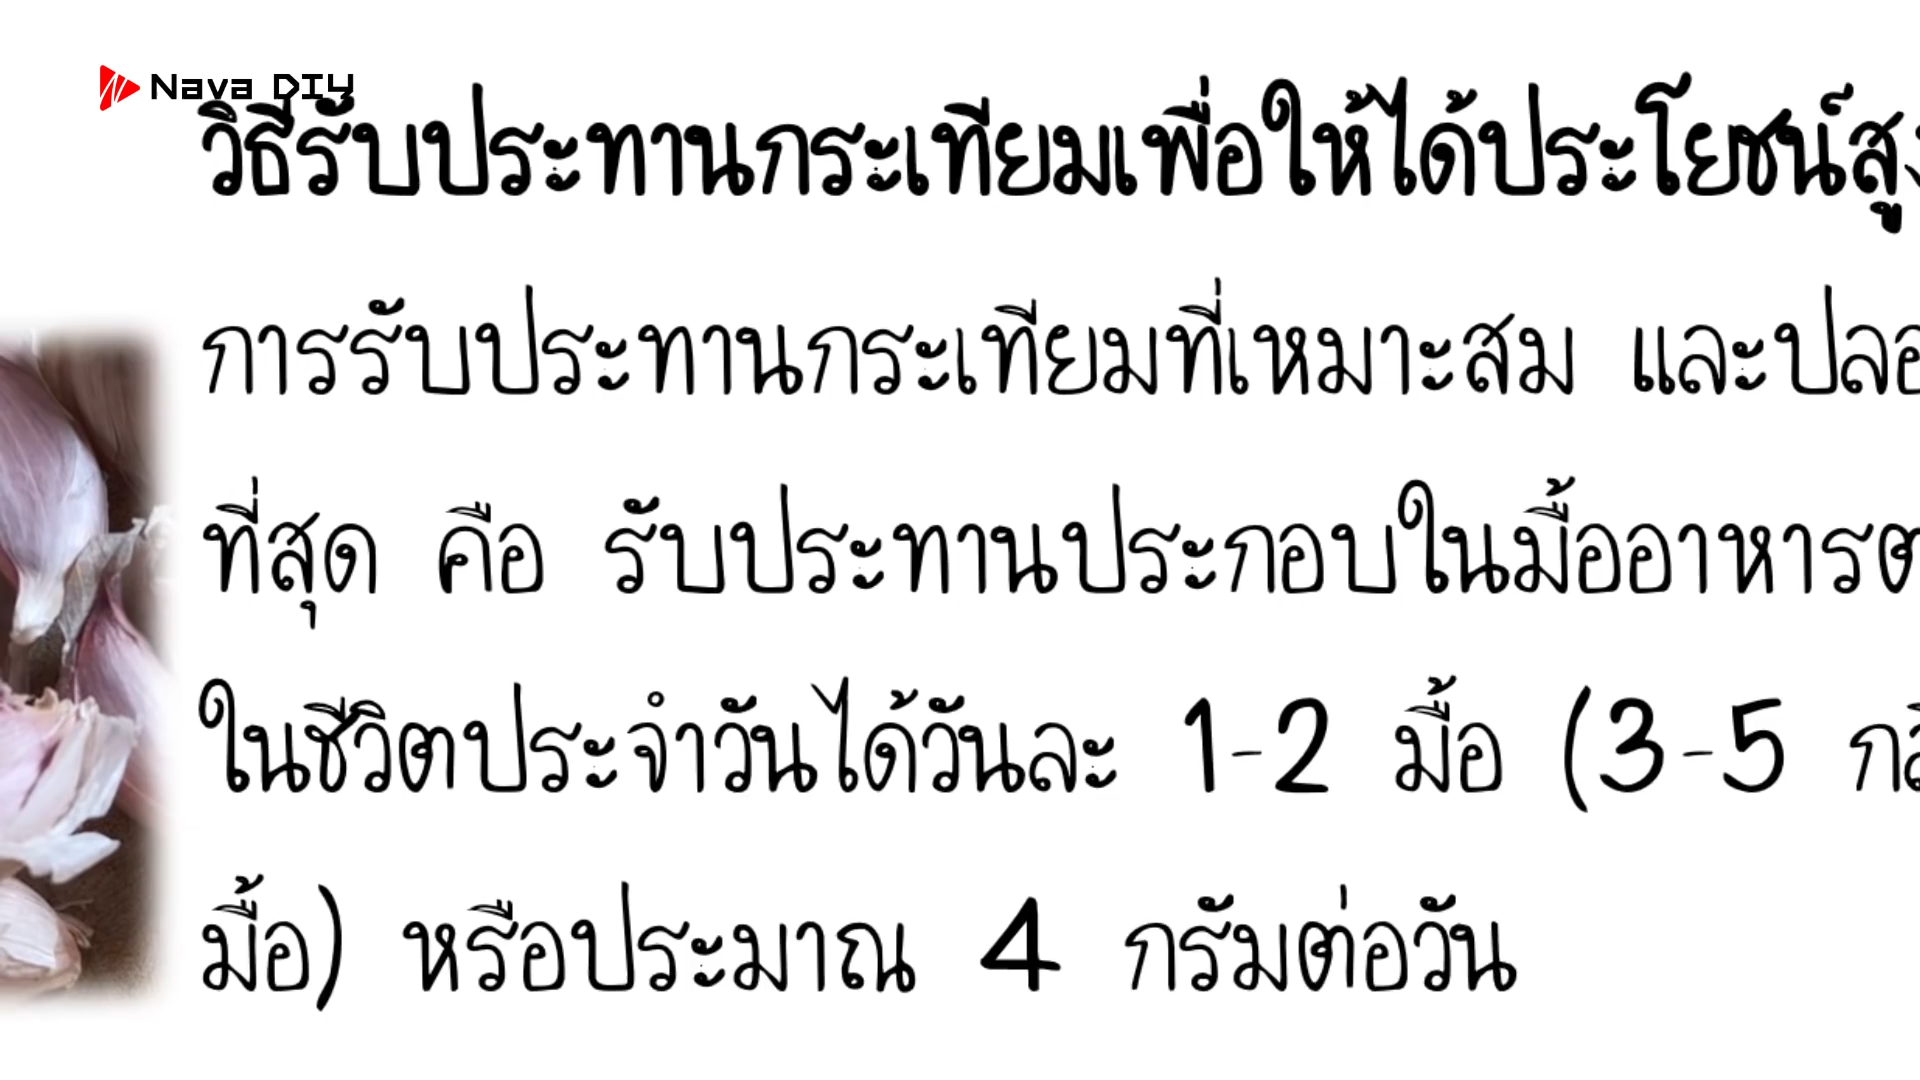 Nava DIY
วิธีรับประทานกระเทียมเพื่อให้ได้ประโยชน์สูง
การรับประทานกระเทียมที่เหมาะสม และปลอ
ที่สุด คือ รับประทานประกอบในมื้ออาหารต
ในชีวิตประจำวันได้วันละ 1-2 มื้อ (3-5 กลี
มื้อ) หรือประมาณ 4 กรัมต่อวัน